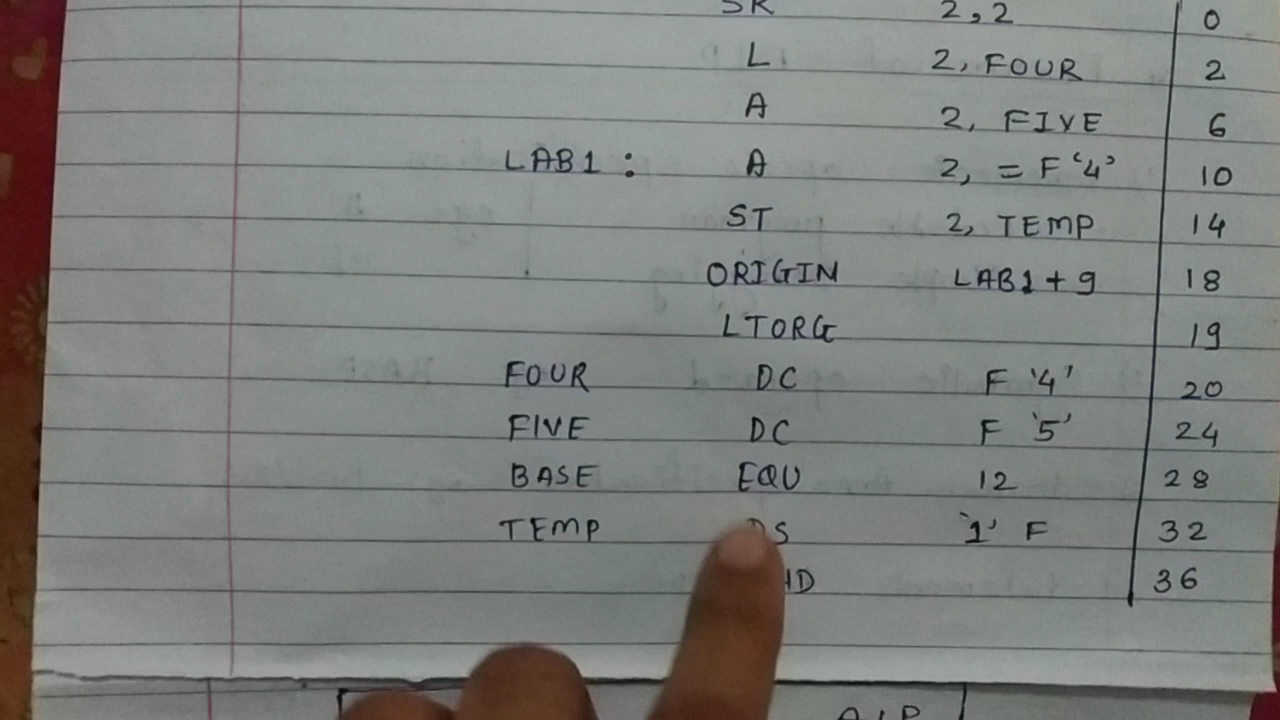 SR 2,2 0
L 2, FOUR 2
A 2, FIVE 6
LAB1 : A 2, = F '4' 10
ST 2, TEMP 14
ORIGIN LAB1 + 9 18
LTORG 19
FOUR DC F '4' 20
FIVE DC F '5' 24
BASE EQU 12 28
TEMP DS '1' F 32
36